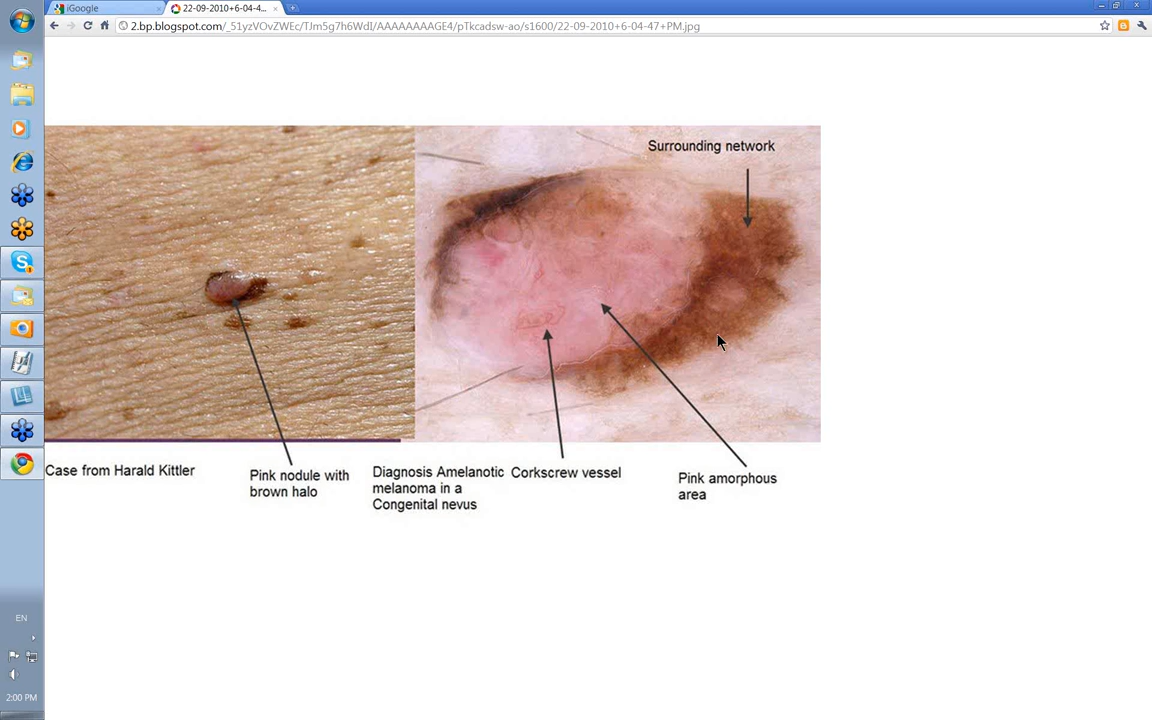 iGoogle
22-09-2010+6-04-4...
2.bp.blogspot.com/_51yzVOvZWEc/TJm5g7h6WdI/AAAAAAAAGE4/pTkcadsw-ao/s1600/22-09-2010+6-04-47+PM.jpg
Surrounding network
Case from Harald Kittler
Pink nodule with
brown halo
Diagnosis Amelanotic
melanoma in a
Congenital nevus
Corkscrew vessel
Pink amorphous
area
EN
2:00 PM